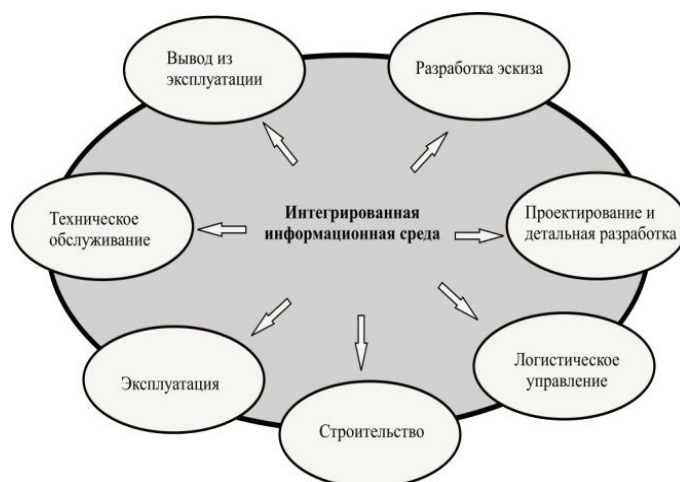 Вывод из
эксплуатации
Разработка эскиза
Техническое
обслуживание
Интегрированная
информационная среда
Проектирование и
детальная разработка
Эксплуатация
Логистическое
управление
Строительство